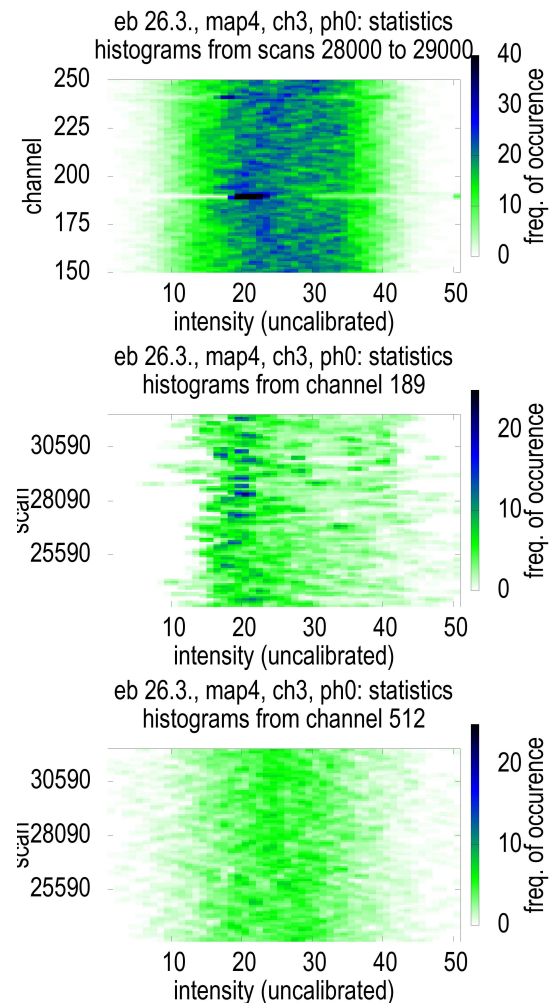 eb 26.3., map4, ch3, ph0: statistics
histograms from scans 28000 to 29000
250
225
200
175
150
channel
10 20 30 40 50
intensity (uncalibrated)
40
30
20
10
0
freq. of occurence
eb 26.3., map4, ch3, ph0: statistics
histograms from channel 189
30590
28090
25590
scan
10 20 30 40 50
intensity (uncalibrated)
20
10
0
freq. of occurence
eb 26.3., map4, ch3, ph0: statistics
histograms from channel 512
30590
28090
25590
scan
10 20 30 40 50
intensity (uncalibrated)
20
10
0
freq. of occurence